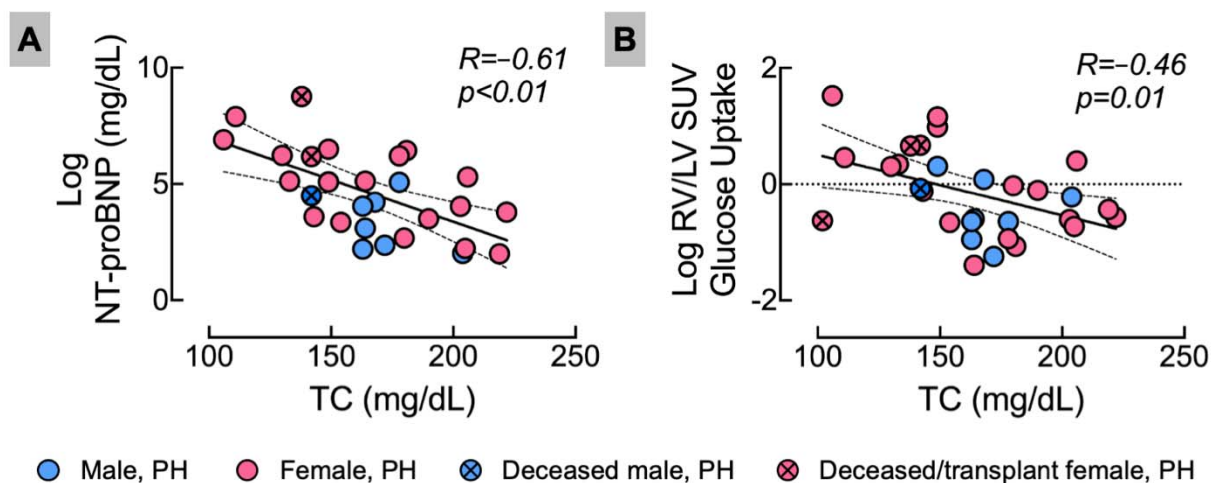 A
Log
NT-proBNP (mg/dL)
10
5
0
R=−0.61
p<0.01
100 150 200 250
TC (mg/dL)
B
Log RV/LV SUV
Glucose Uptake
2
0
-2
R=−0.46
p=0.01
100 150 200 250
TC (mg/dL)
Male, PH Female, PH Deceased male, PH Deceased/transplant female, PH